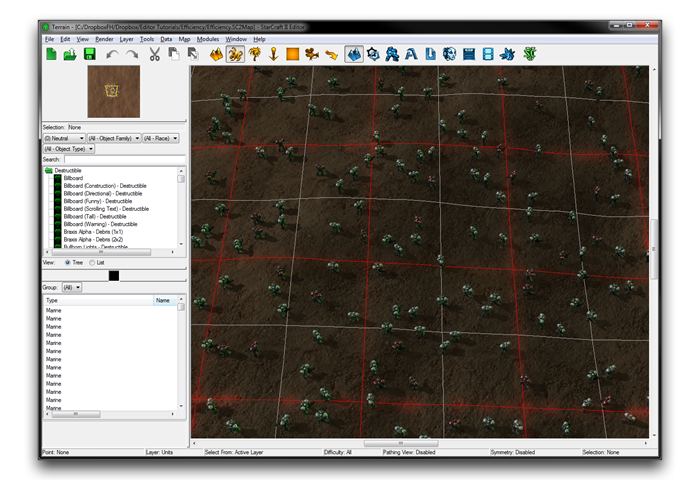 Terrain - [C:/DropboxFH/Dropbox/Editor Tutorials/Efficiency/Efficiency.SC2Map] - StarCraft II Editor
File Edit View Render Layer Tools Data Map Modules Window Help
Selection: None
(0) Neutral (All - Object Family) (All - Race)
(All - Object Type)
Search:
Destructible
Billboard
Billboard (Construction) - Destructible
Billboard (Directional) - Destructible
Billboard (Funny) - Destructible
Billboard (Scrolling Text) - Destructible
Billboard (Tall) - Destructible
Billboard (Warning) - Destructible
Braxis Alpha - Debris (1x1)
Braxis Alpha - Debris (2x2)
Bullhorn Lights - Destructible
View: Tree List
Group: (All)
Type Name
Marine
Marine
Marine
Marine
Marine
Marine
Marine
Marine
Marine
Marine
Marine
Marine
Marine
Point: None Layer: Units Select From: Active Layer Difficulty: All Pathing View: Disabled Symmetry: Disabled Selection: None